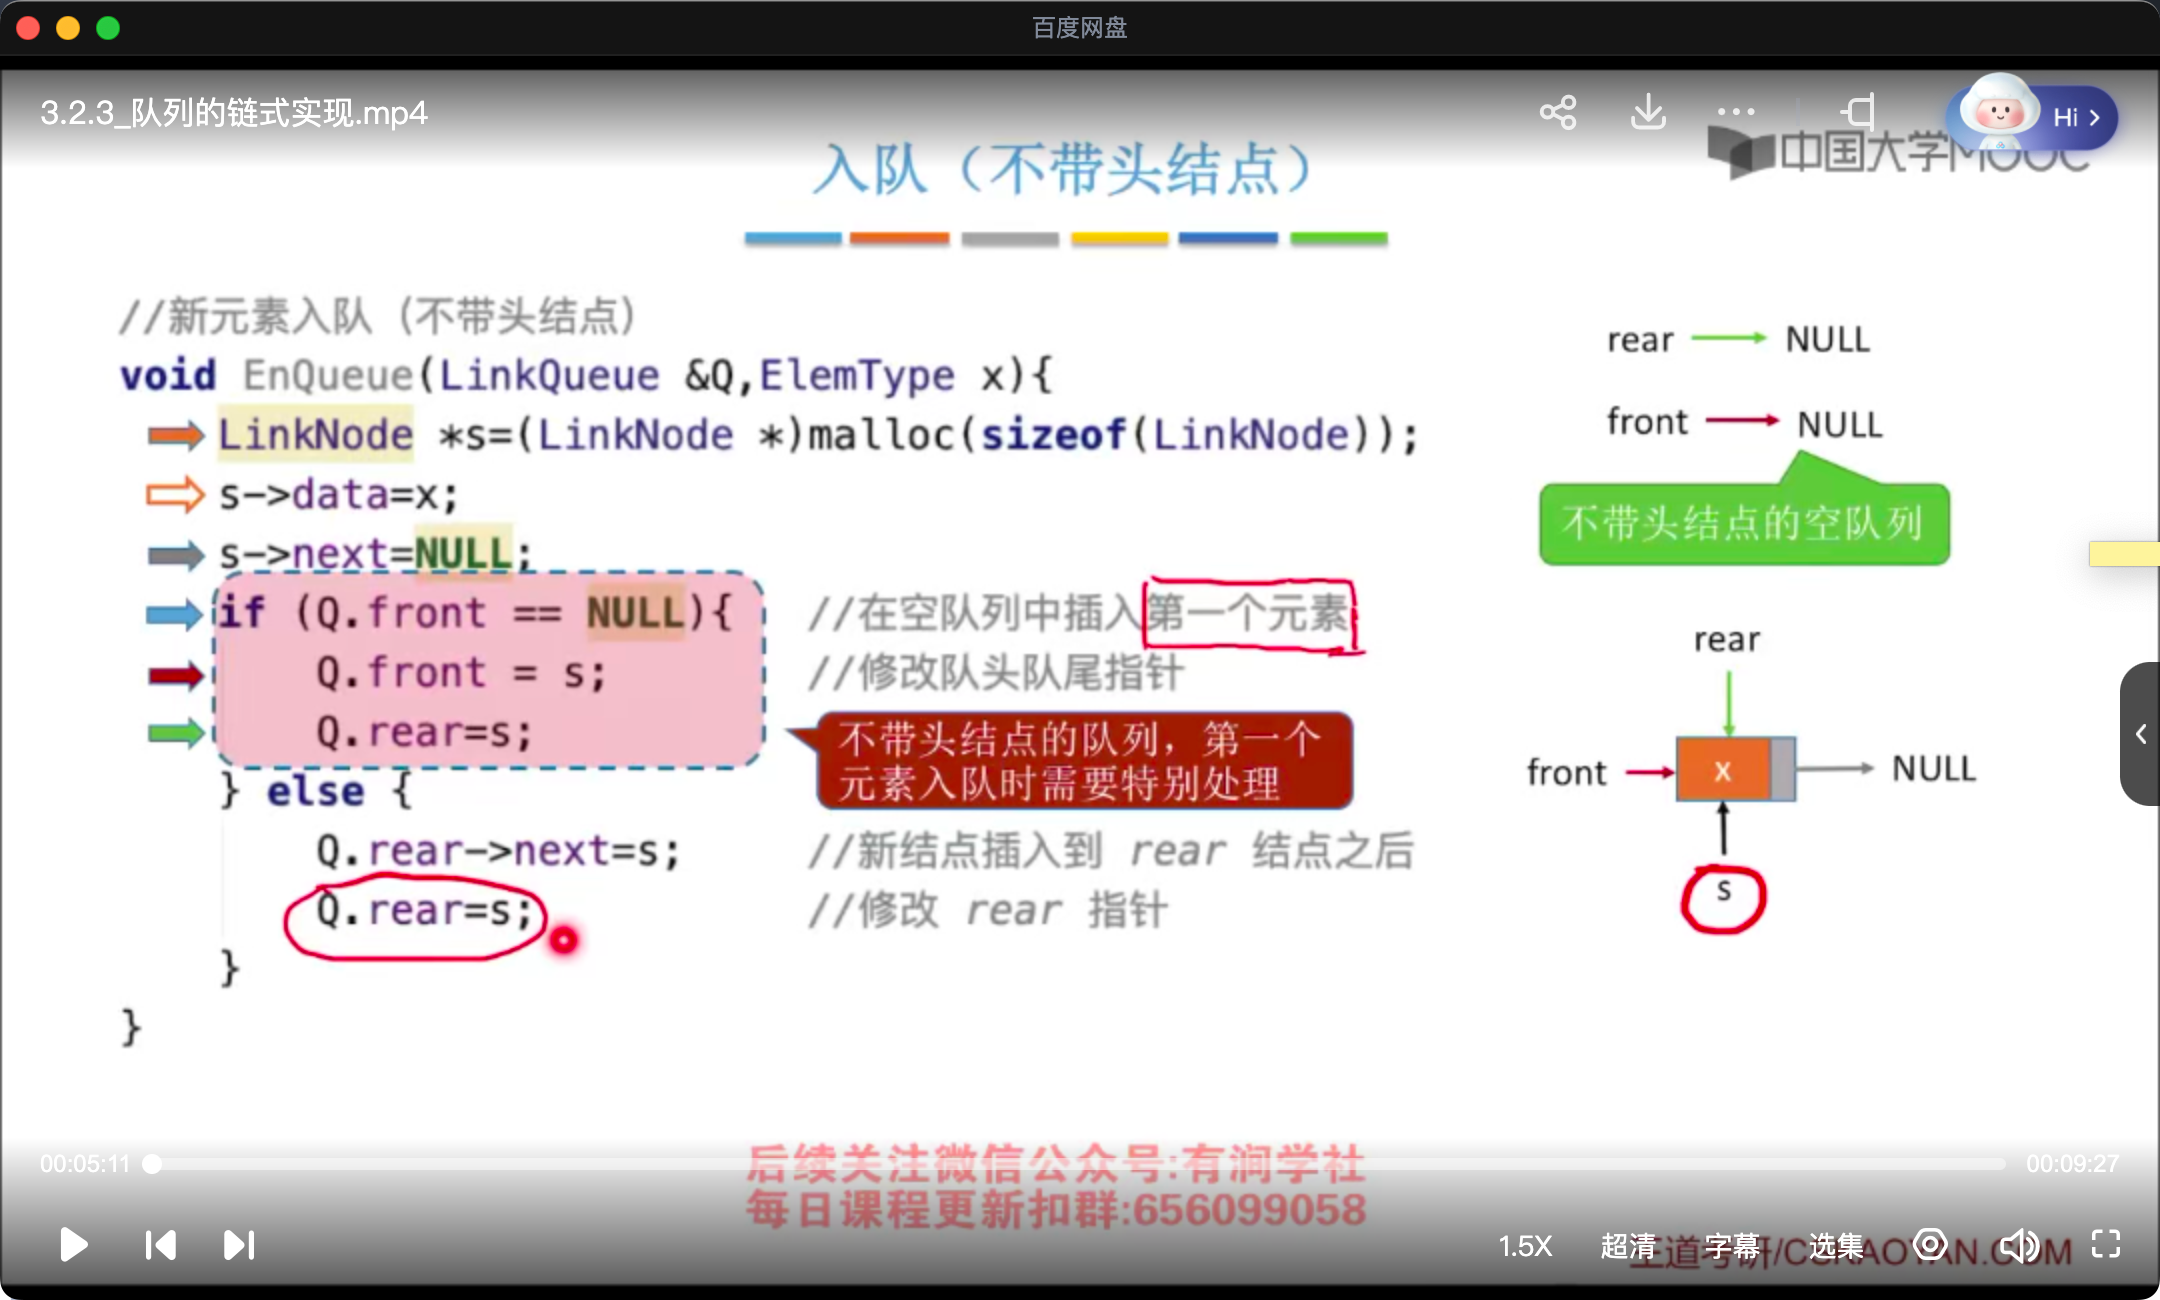 百度网盘
3.2.3_队列的链式实现.mp4
Hi
中国大学MOOC
入队（不带头结点）
//新元素入队（不带头结点）
void EnQueue(LinkQueue &Q,ElemType x){
LinkNode *s=(LinkNode *)malloc(sizeof(LinkNode));
s->data=x;
s->next=NULL;
if (Q.front == NULL){ //在空队列中插入第一个元素
Q.front = s; //修改队头队尾指针
Q.rear=s;
} else {
Q.rear->next=s; //新结点插入到 rear 结点之后
Q.rear=s; //修改 rear 指针
}
}
不带头结点的队列，第一个
元素入队时需要特别处理
rear NULL
front NULL
不带头结点的空队列
rear
front x NULL
s
后续关注微信公众号:有涧学社
每日课程更新扣群:656099058
00:05:11
00:09:27
1.5X 超清 字幕 选集
王道考研/CSKAOYAN.COM